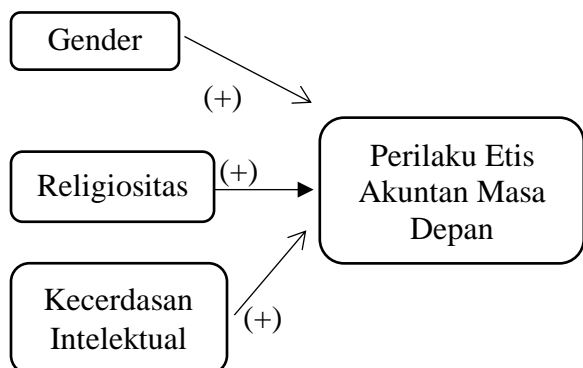 Gender
(+)
Religiositas
(+)
Perilaku Etis
Akuntan Masa
Depan
Kecerdasan
Intelektual
(+)